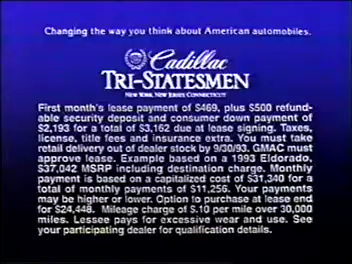 Changing the way you think about American automobiles.
Cadillac
TRI-STATESMEN
NEW YORK NEW JERSEY CONNECTICUT
First month's lease payment of $469, plus $500 refund-
able security deposit and consumer down payment of
$2,193 for a total of $3,162 due at lease signing. Taxes,
license, title fees and insurance extra. You must take
retail delivery out of dealer stock by 9/30/93. GMAC must
approve lease. Example based on a 1993 Eldorado,
$37,042 MSRP including destination charge. Monthly
payment is based on a capitalized cost of $31,340 for a
total of monthly payments of $11,256. Your payments
may be higher or lower. Option to purchase at lease end
for $24,448. Mileage charge of $.10 per mile over 30,000
miles. Lessee pays for excessive wear and use. See
your participating dealer for qualification details.